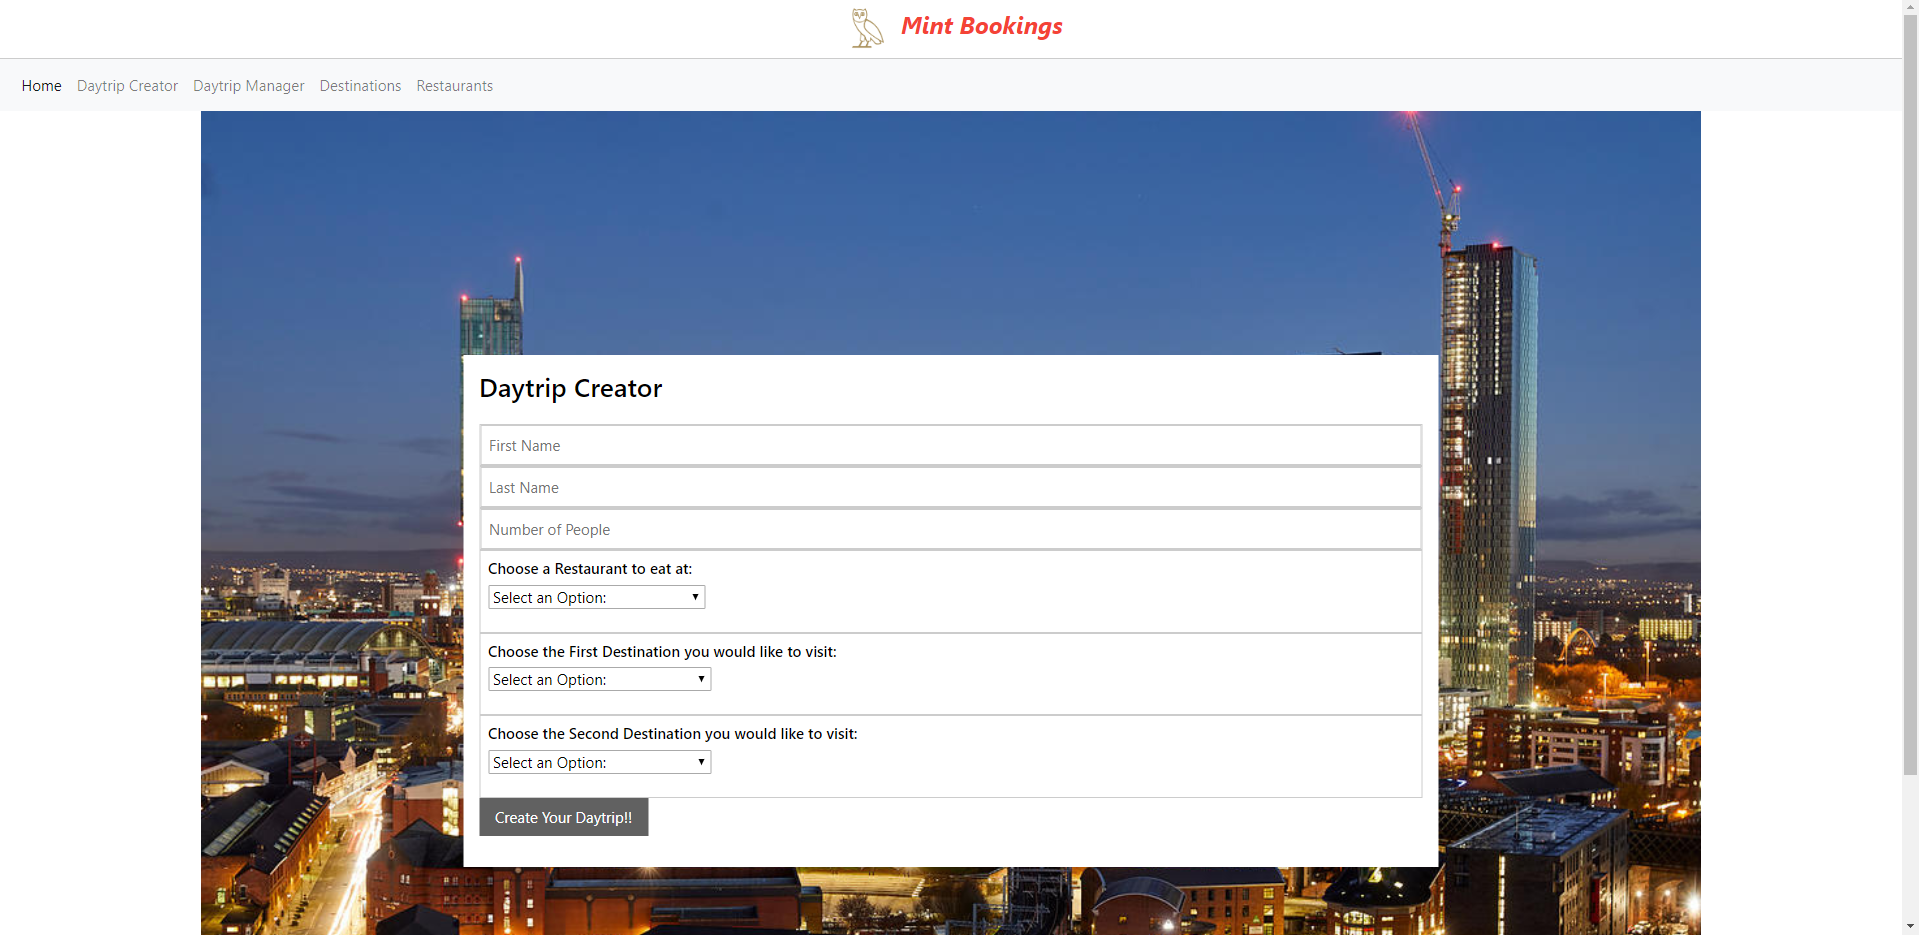 Mint Bookings
Home Daytrip Creator Daytrip Manager Destinations Restaurants
Daytrip Creator
First Name
Last Name
Number of People
Choose a Restaurant to eat at:
Select an Option:
Choose the First Destination you would like to visit:
Select an Option:
Choose the Second Destination you would like to visit:
Select an Option:
Create Your Daytrip!!